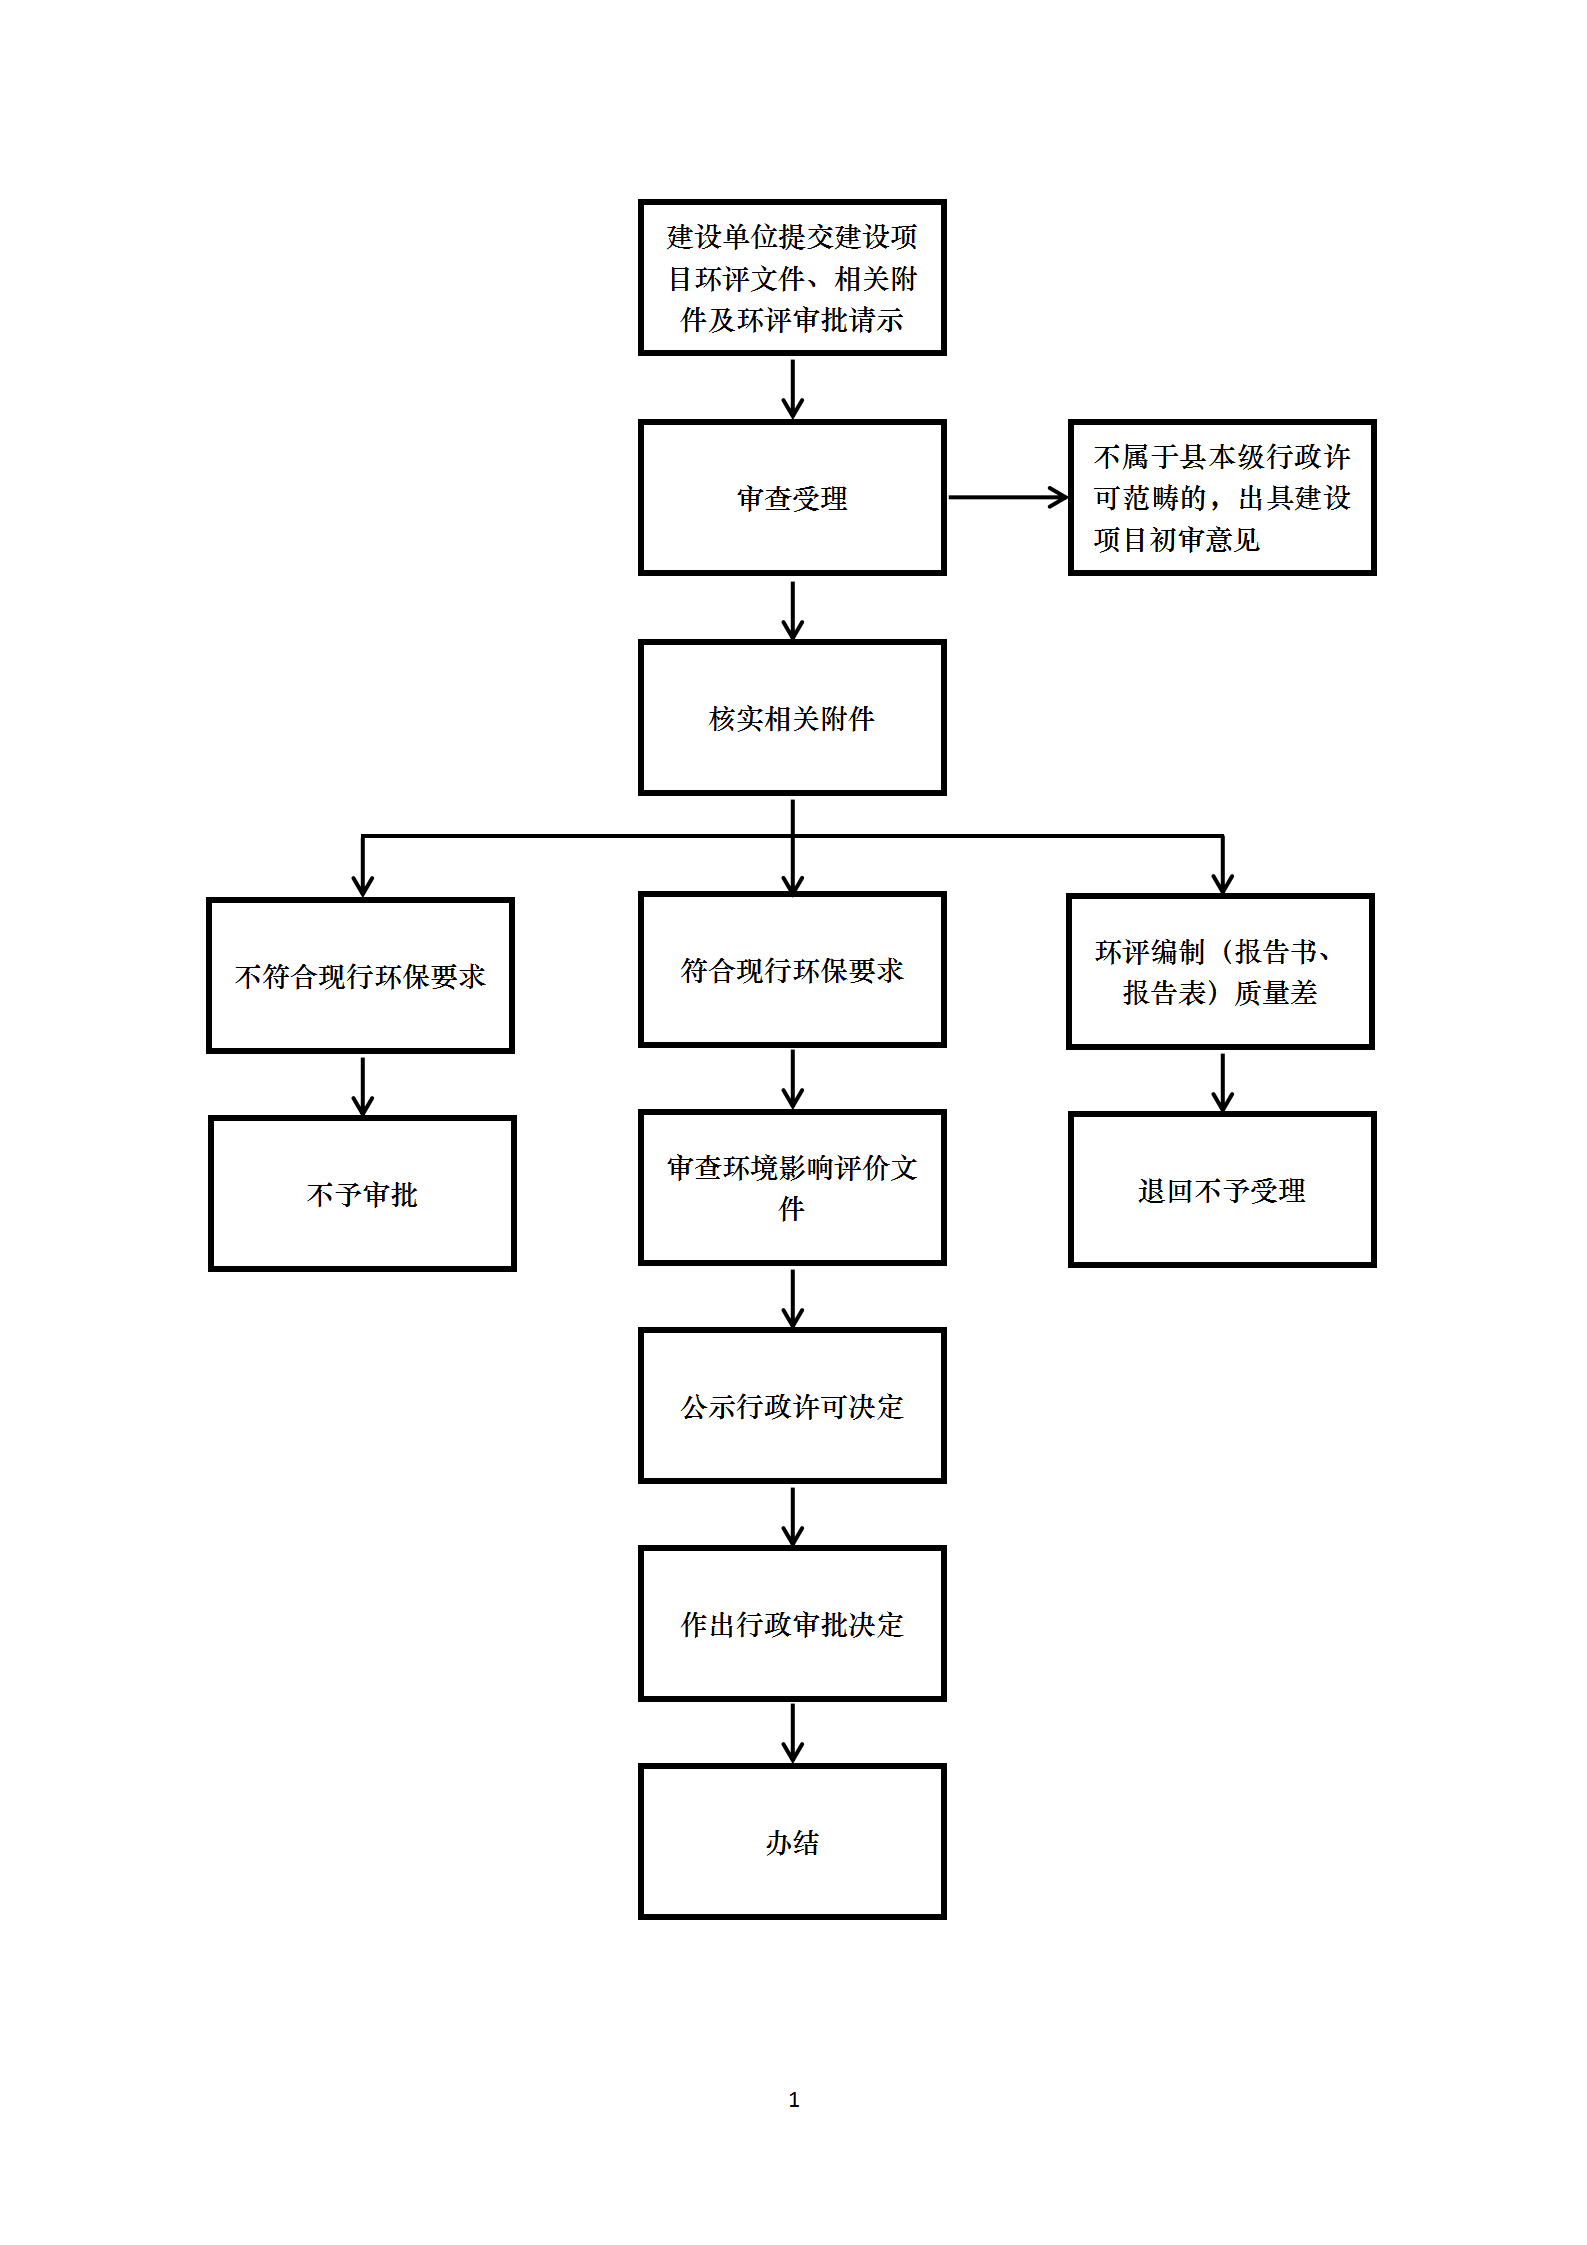 建设单位提交建设项
目环评文件、相关附
件及环评审批请示
审查受理
不属于县本级行政许
可范畴的，出具建设
项目初审意见
核实相关附件
不符合现行环保要求
符合现行环保要求
环评编制（报告书、
报告表）质量差
不予审批
审查环境影响评价文
件
退回不予受理
公示行政许可决定
作出行政审批决定
办结
1